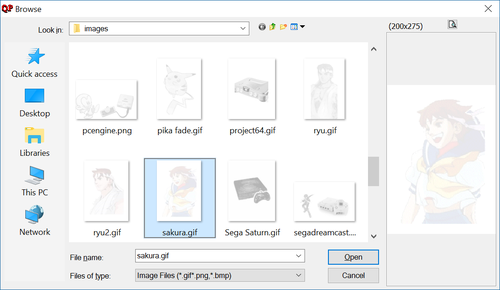 QP Browse
Look in: images (200x275)
Quick access
Desktop
Libraries
This PC
Network
pcengine.png pika fade.gif project64.gif ryu.gif
ryu2.gif sakura.gif Sega Saturn.gif segadreamcast....
File name: sakura.gif Open
Files of type: Image Files (*.gif*.png,*.bmp) Cancel